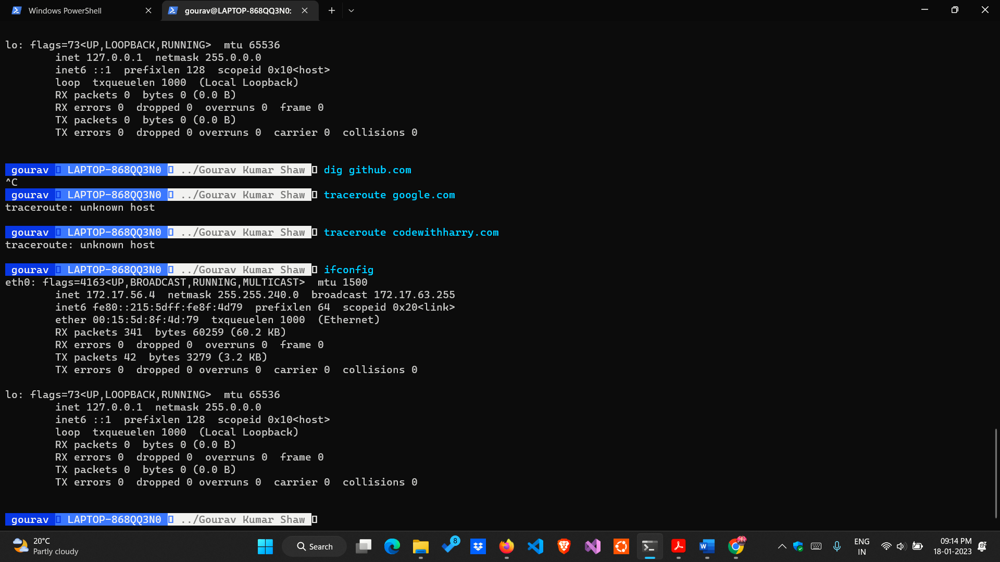 Windows PowerShell
gourav@LAPTOP-868QQ3N0:
lo: flags=73<UP,LOOPBACK,RUNNING>  mtu 65536
        inet 127.0.0.1  netmask 255.0.0.0
        inet6 ::1  prefixlen 128  scopeid 0x10<host>
        loop  txqueuelen 1000  (Local Loopback)
        RX packets 0  bytes 0 (0.0 B)
        RX errors 0  dropped 0  overruns 0  frame 0
        TX packets 0  bytes 0 (0.0 B)
        TX errors 0  dropped 0 overruns 0  carrier 0  collisions 0
gourav LAPTOP-868QQ3N0 ../Gourav Kumar Shaw dig github.com
^C
gourav LAPTOP-868QQ3N0 ../Gourav Kumar Shaw traceroute google.com
traceroute: unknown host
gourav LAPTOP-868QQ3N0 ../Gourav Kumar Shaw traceroute codewithharry.com
traceroute: unknown host
gourav LAPTOP-868QQ3N0 ../Gourav Kumar Shaw ifconfig
eth0: flags=4163<UP,BROADCAST,RUNNING,MULTICAST>  mtu 1500
        inet 172.17.56.4  netmask 255.255.240.0  broadcast 172.17.63.255
        inet6 fe80::215:5dff:fe8f:4d79  prefixlen 64  scopeid 0x20<link>
        ether 00:15:5d:8f:4d:79  txqueuelen 1000  (Ethernet)
        RX packets 341  bytes 60259 (60.2 KB)
        RX errors 0  dropped 0  overruns 0  frame 0
        TX packets 42  bytes 3279 (3.2 KB)
        TX errors 0  dropped 0 overruns 0  carrier 0  collisions 0
lo: flags=73<UP,LOOPBACK,RUNNING>  mtu 65536
        inet 127.0.0.1  netmask 255.0.0.0
        inet6 ::1  prefixlen 128  scopeid 0x10<host>
        loop  txqueuelen 1000  (Local Loopback)
        RX packets 0  bytes 0 (0.0 B)
        RX errors 0  dropped 0  overruns 0  frame 0
        TX packets 0  bytes 0 (0.0 B)
        TX errors 0  dropped 0 overruns 0  carrier 0  collisions 0
gourav LAPTOP-868QQ3N0 ../Gourav Kumar Shaw
20°C
Partly cloudy
Search
8
W
ENG
IN
09:14 PM
18-01-2023